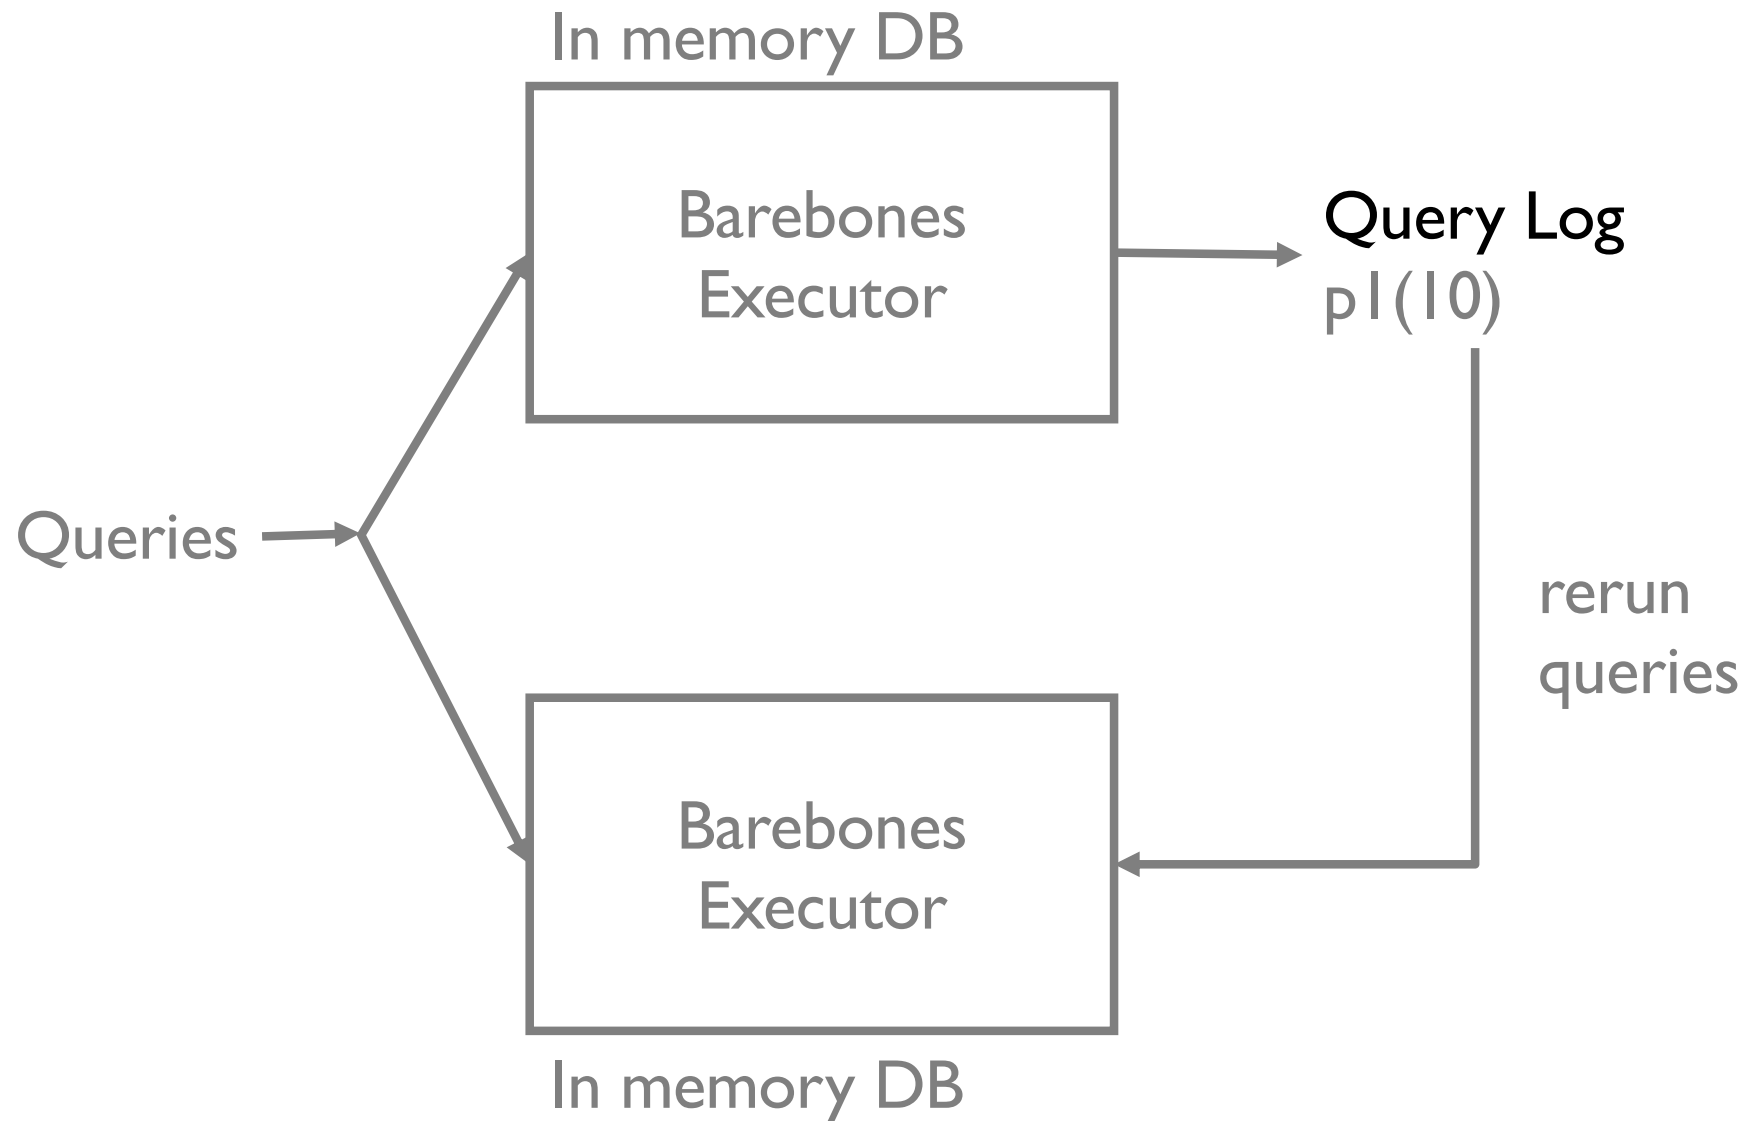 In memory DB
Barebones
Executor
Query Log
p1(10)
Queries
rerun
queries
Barebones
Executor
In memory DB